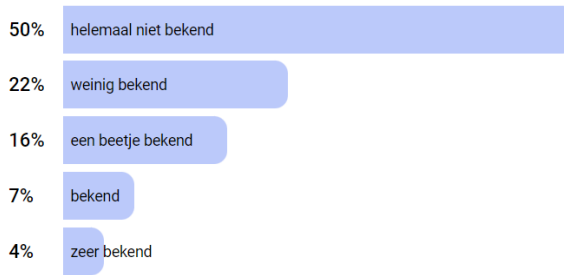 50% helemaal niet bekend
22% weinig bekend
16% een beetje bekend
7% bekend
4% zeer bekend